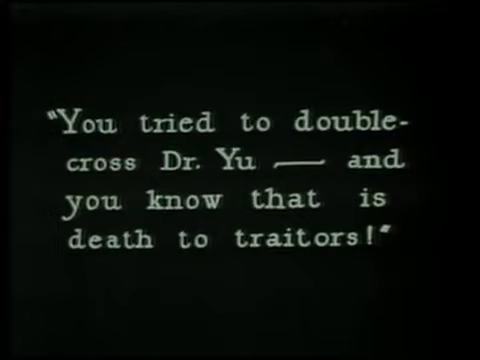 "You tried to double-
cross Dr. Yu — and
you know that is
death to traitors!"